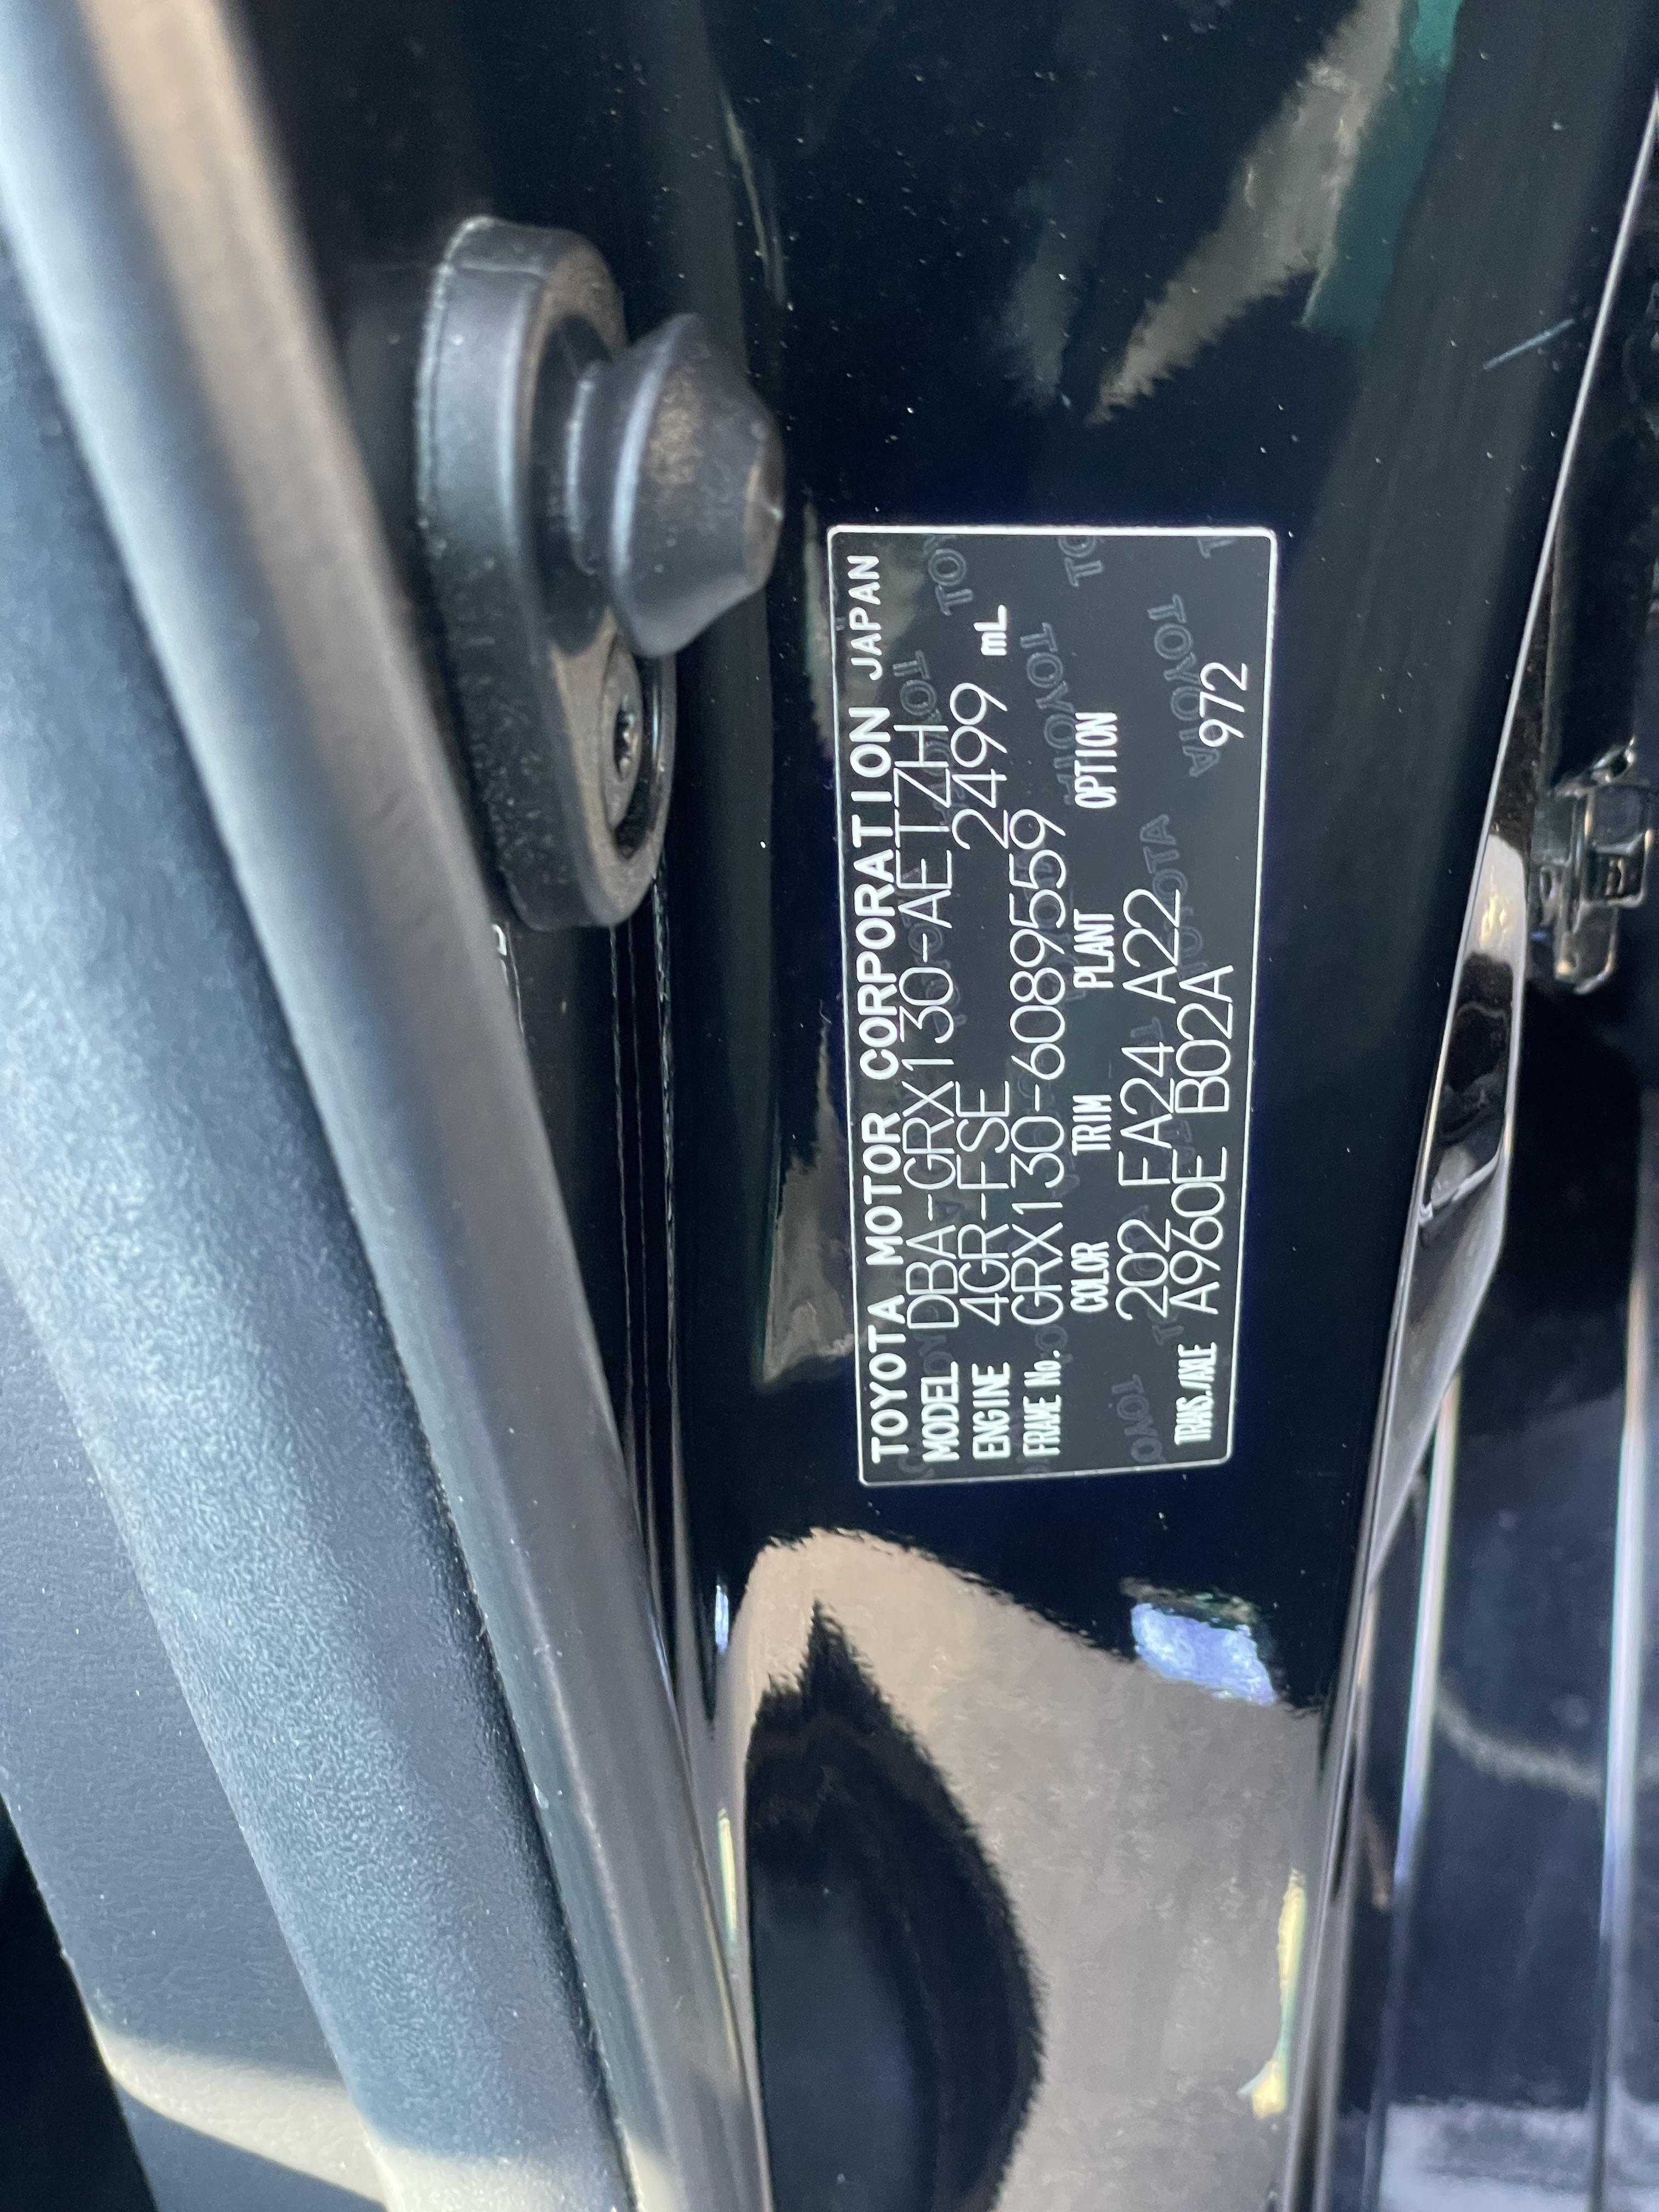 TOYOTA MOTOR CORPORATION JAPAN
MODEL DBA-GRX130-AETZH
ENGINE 4GR-FSE 2499 mL
FRAME No. GRX130-6089559
COLOR TRIM PLANT OPTION
202 FA24 A22
TRANS./AXLE A960E B02A 972